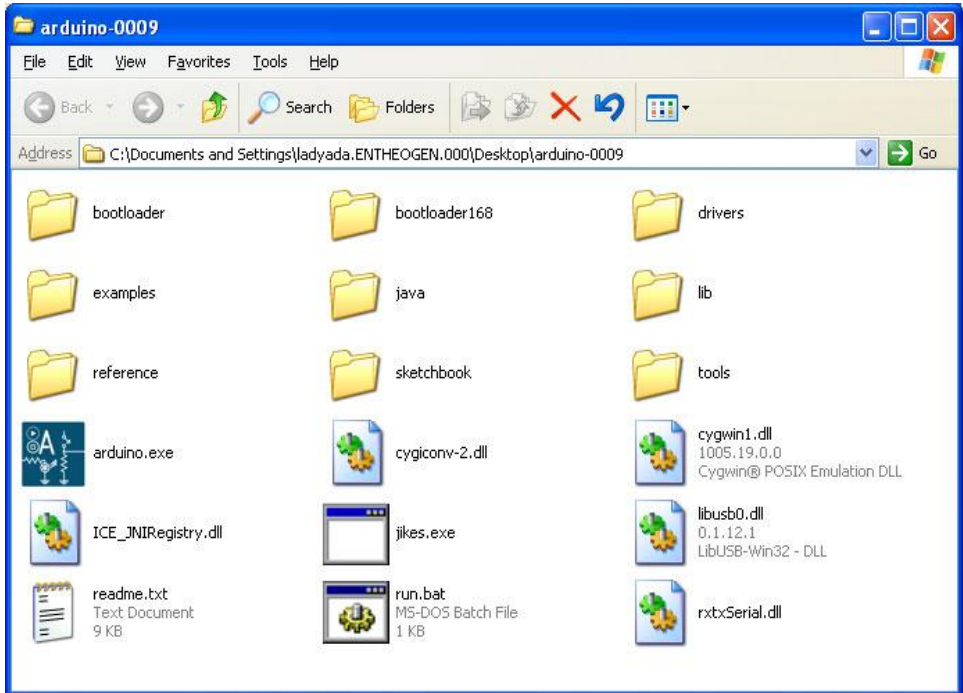 arduino-0009
File Edit View Favorites Tools Help
Back Search Folders
Address C:\Documents and Settings\ladyada.ENTHEOGEN.000\Desktop\arduino-0009 Go
bootloader
bootloader168
drivers
examples
java
lib
reference
sketchbook
tools
arduino.exe
cygiconv-2.dll
cygwin1.dll
1005.19.0.0
Cygwin® POSIX Emulation DLL
ICE_JNIRegistry.dll
jikes.exe
libusb0.dll
0.1.12.1
LibUSB-Win32 - DLL
readme.txt
Text Document
9 KB
run.bat
MS-DOS Batch File
1 KB
rxtxSerial.dll